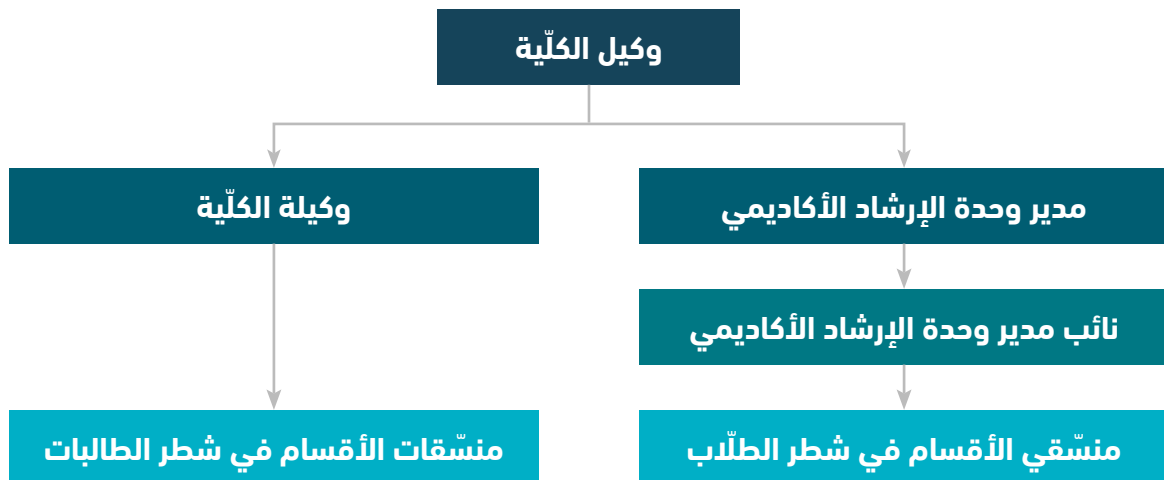 وكيل الكلّية
مدير وحدة الإرشاد الأكاديمي
وكيلة الكلّية
نائب مدير وحدة الإرشاد الأكاديمي
منسّقي الأقسام في شطر الطلّاب
منسّقات الأقسام في شطر الطالبات